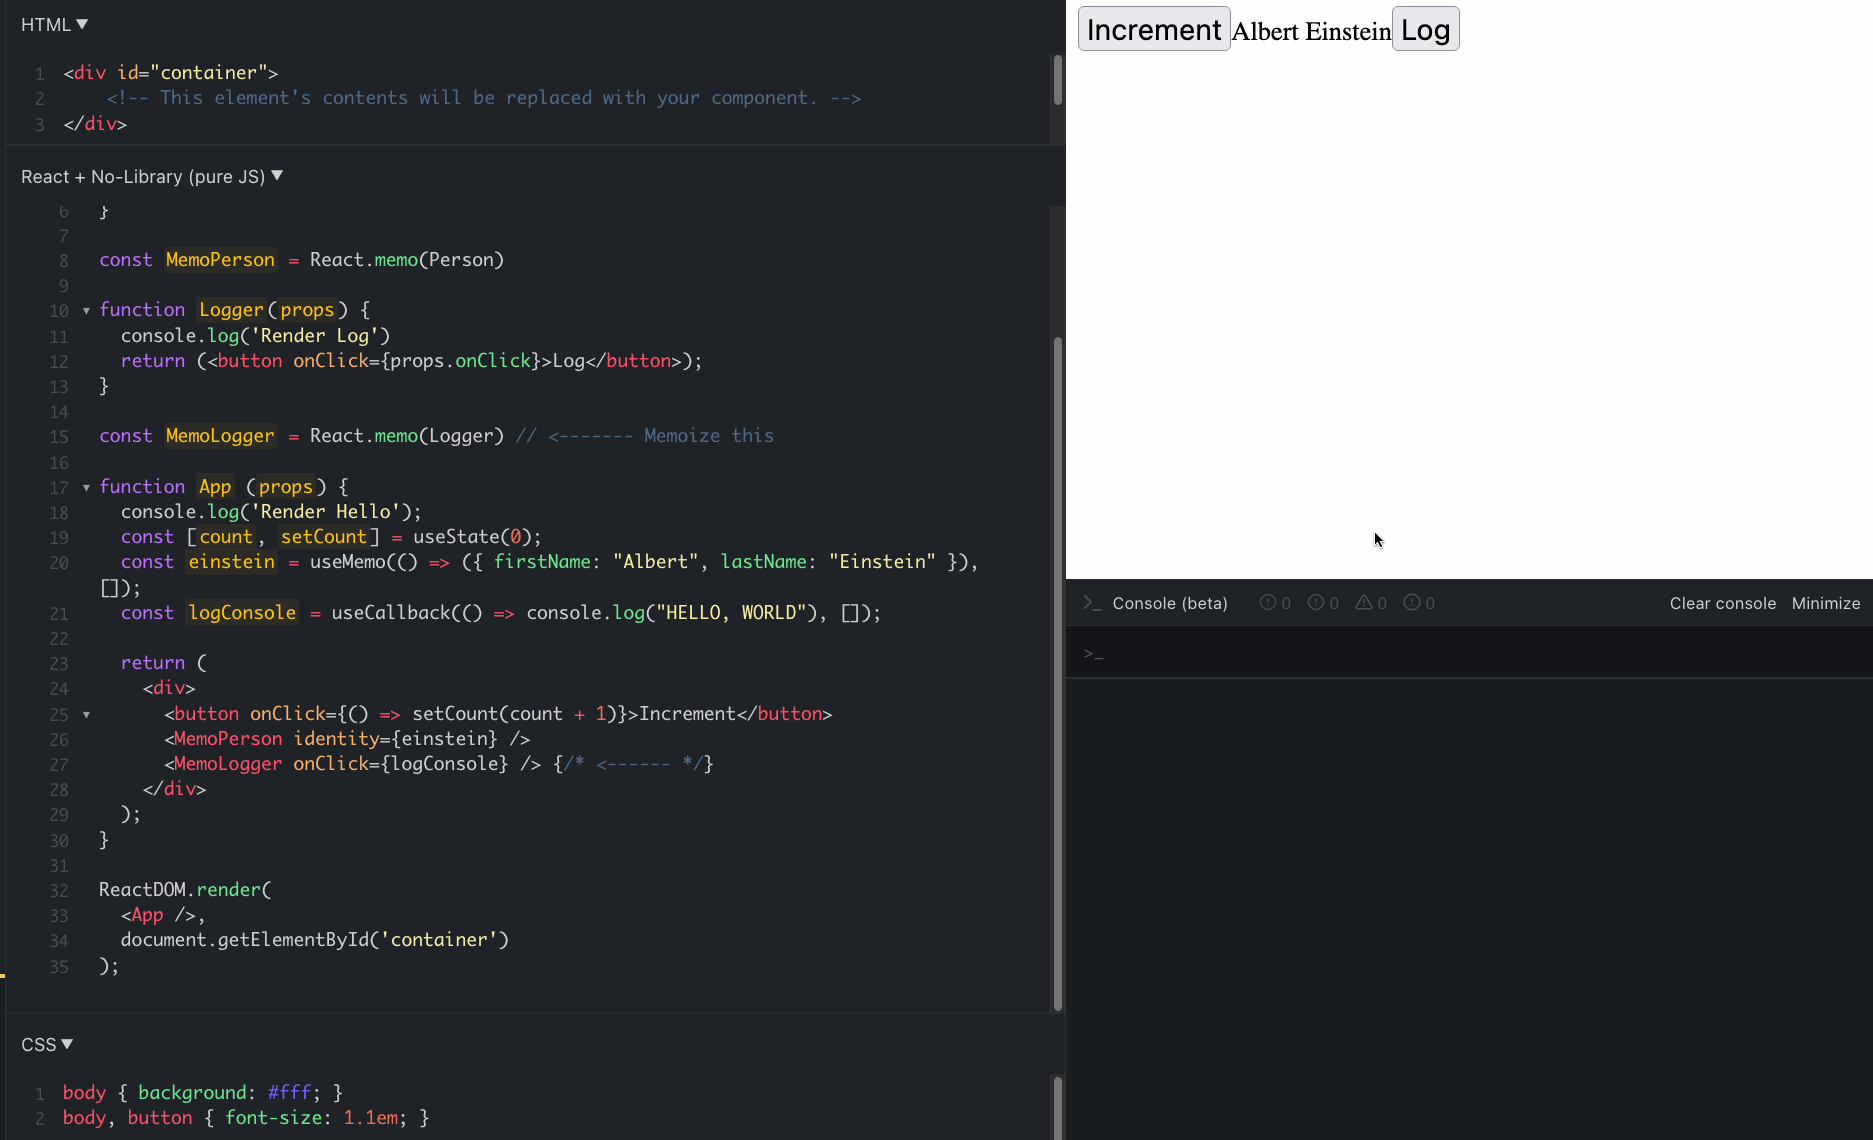 HTML ▼
1 <div id="container">
2     <!-- This element's contents will be replaced with your component. -->
3 </div>
React + No-Library (pure JS) ▼
6 }
7
8 const MemoPerson = React.memo(Person)
9
10 ▾ function Logger(props) {
11   console.log('Render Log')
12   return (<button onClick={props.onClick}>Log</button>);
13 }
14
15 const MemoLogger = React.memo(Logger) // <------- Memoize this
16
17 ▾ function App (props) {
18   console.log('Render Hello');
19   const [count, setCount] = useState(0);
20   const einstein = useMemo(() => ({ firstName: "Albert", lastName: "Einstein" }),
[]);
21   const logConsole = useCallback(() => console.log("HELLO, WORLD"), []);
22
23   return (
24     <div>
25 ▾     <button onClick={() => setCount(count + 1)}>Increment</button>
26       <MemoPerson identity={einstein} />
27       <MemoLogger onClick={logConsole} /> {/* <------ */}
28     </div>
29   );
30 }
31
32 ReactDOM.render(
33   <App />,
34   document.getElementById('container')
35 );
CSS ▼
1 body { background: #fff; }
2 body, button { font-size: 1.1em; }
Increment Albert Einstein Log
>_ Console (beta) 0 0 0 0 Clear console Minimize
>_